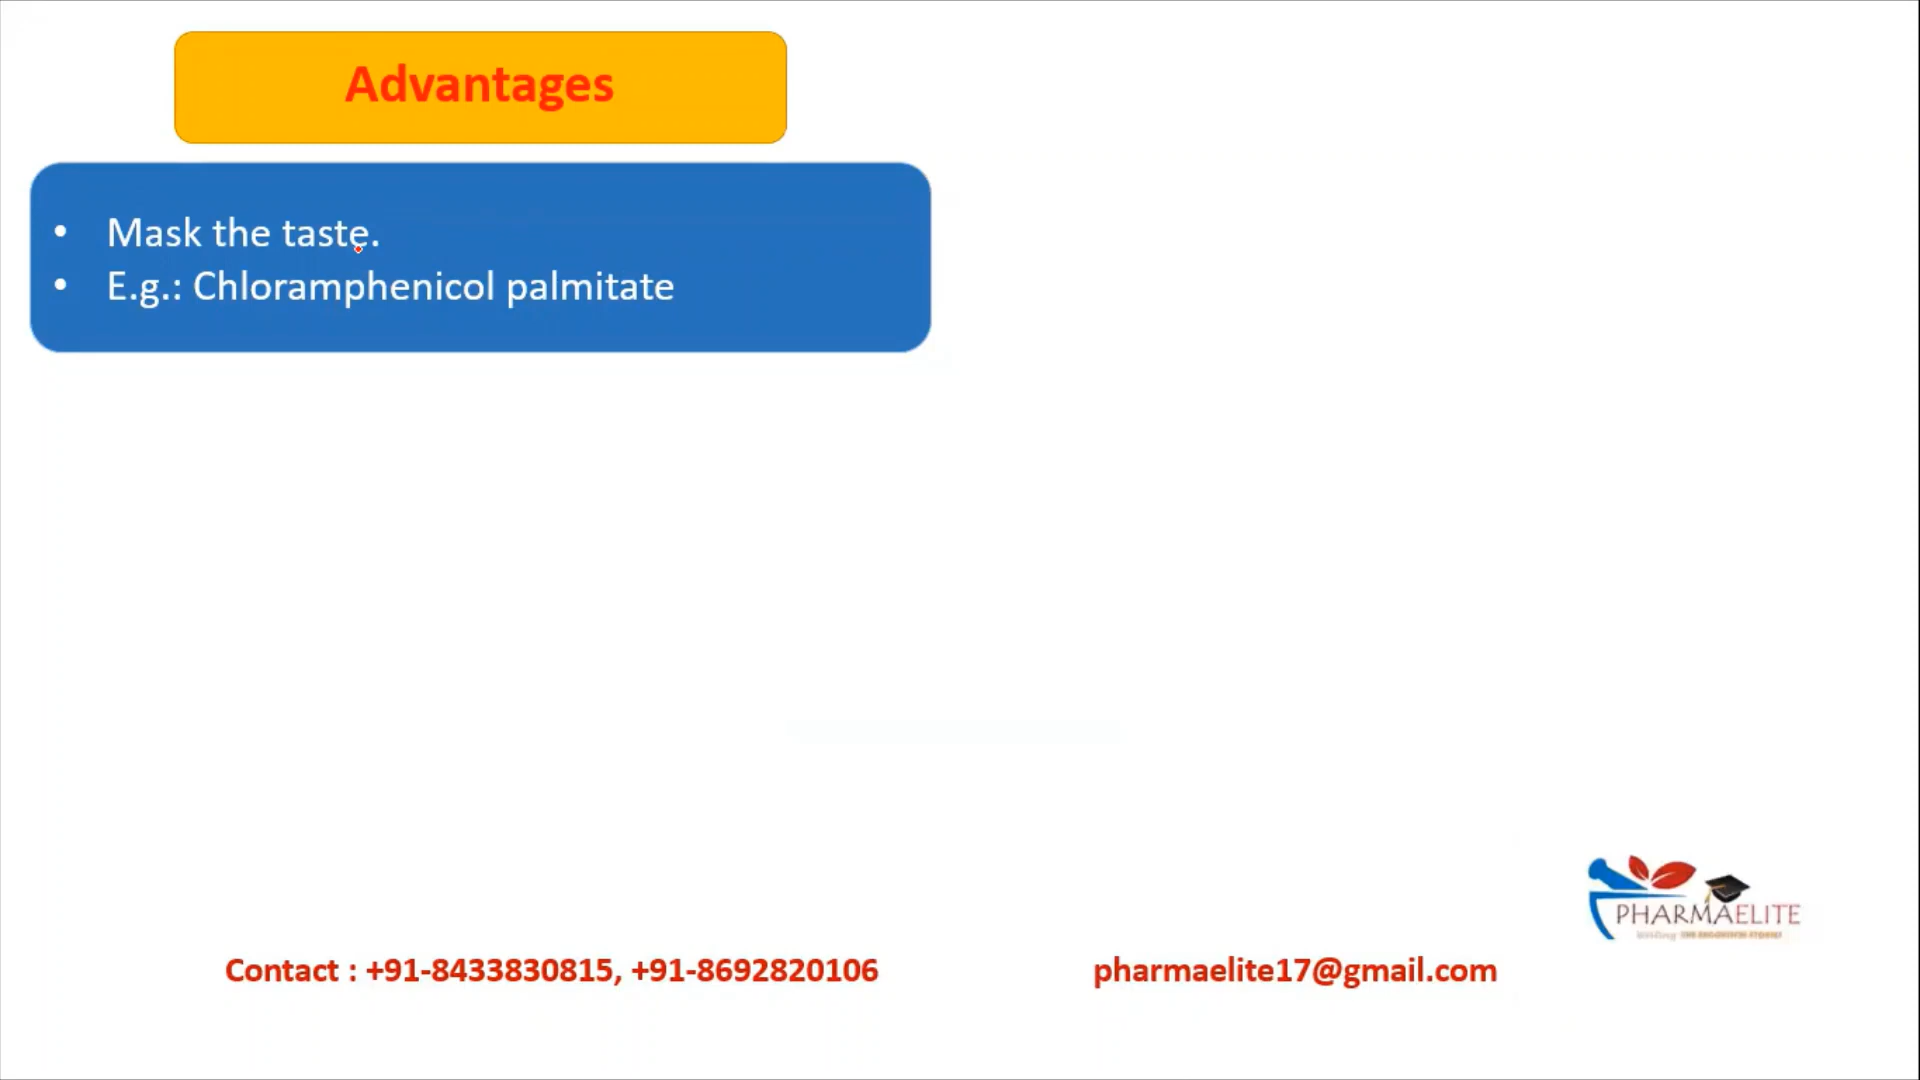 Advantages
• Mask the taste.
• E.g.: Chloramphenicol palmitate
PHARMAELITE
Contact : +91-8433830815, +91-8692820106
pharmaelite17@gmail.com